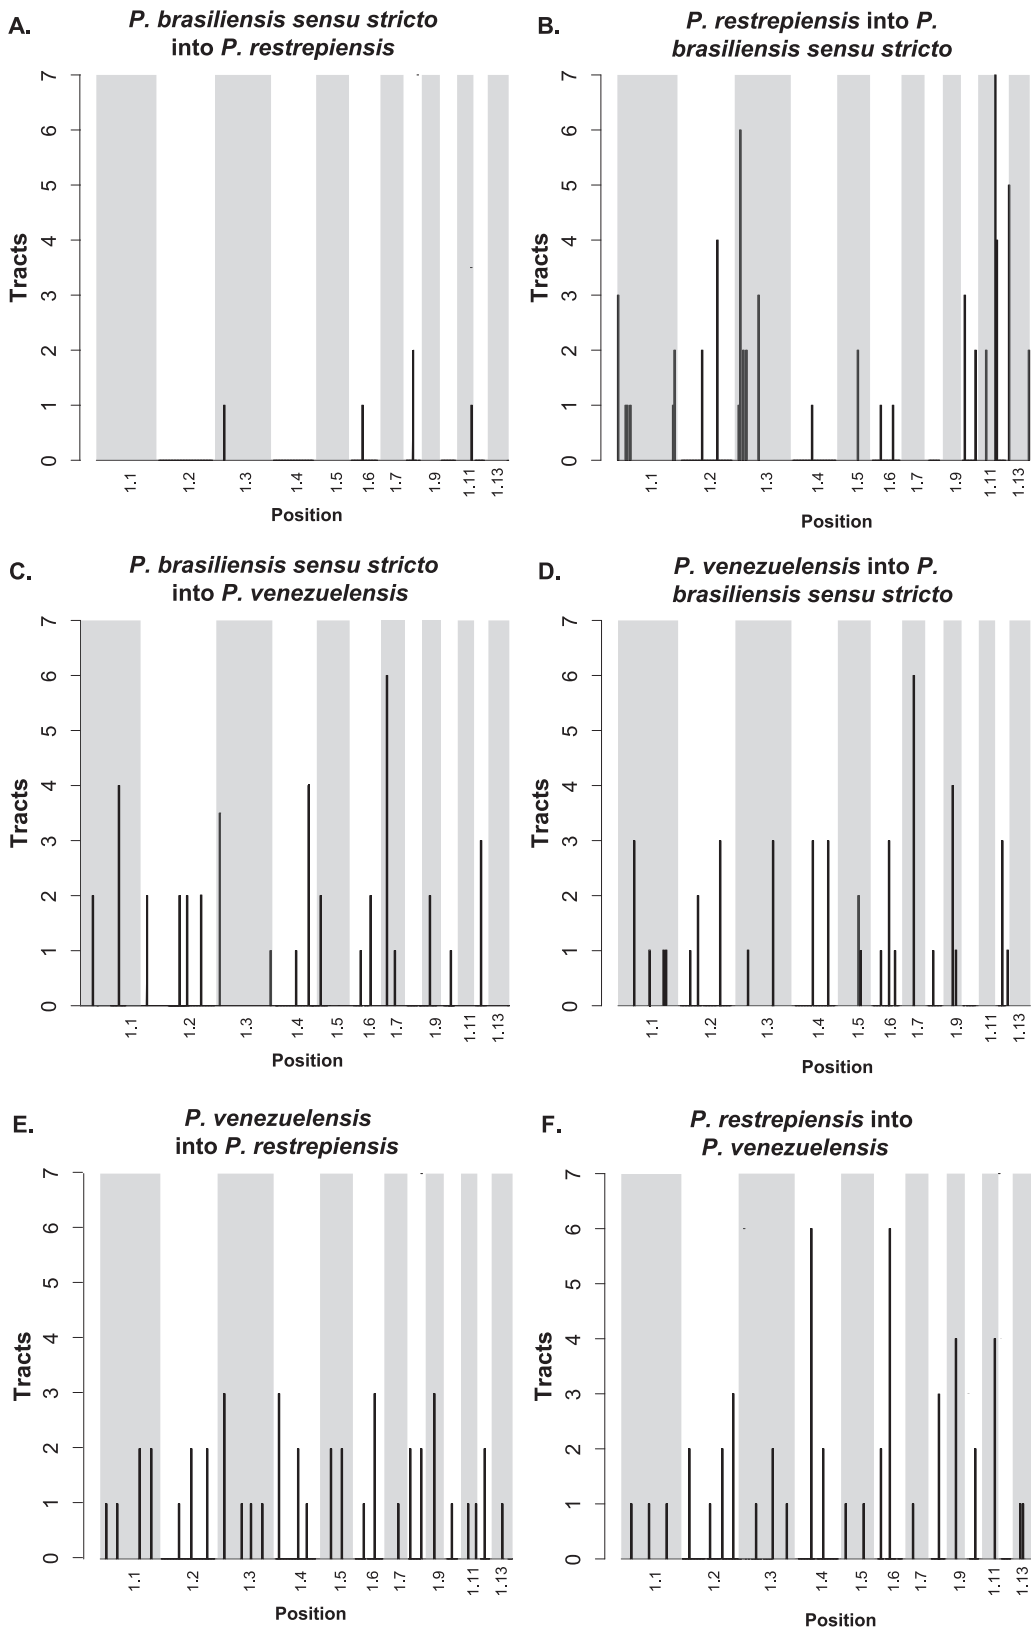 A.
P. brasiliensis sensu stricto
into P. restrepiensis
Tracts
0 1 2 3 4 5 6 7
1.1 1.2 1.3 1.4 1.5 1.6 1.7 1.9 1.11 1.13
Position
B.
P. restrepiensis into P.
brasiliensis sensu stricto
Tracts
0 1 2 3 4 5 6 7
1.1 1.2 1.3 1.4 1.5 1.6 1.7 1.9 1.11 1.13
Position
C.
P. brasiliensis sensu stricto
into P. venezuelensis
Tracts
0 1 2 3 4 5 6 7
1.1 1.2 1.3 1.4 1.5 1.6 1.7 1.9 1.11 1.13
Position
D.
P. venezuelensis into P.
brasiliensis sensu stricto
Tracts
0 1 2 3 4 5 6 7
1.1 1.2 1.3 1.4 1.5 1.6 1.7 1.9 1.11 1.13
Position
E.
P. venezuelensis
into P. restrepiensis
Tracts
0 1 2 3 4 5 6 7
1.1 1.2 1.3 1.4 1.5 1.6 1.7 1.9 1.11 1.13
Position
F.
P. restrepiensis into
P. venezuelensis
Tracts
0 1 2 3 4 5 6 7
1.1 1.2 1.3 1.4 1.5 1.6 1.7 1.9 1.11 1.13
Position